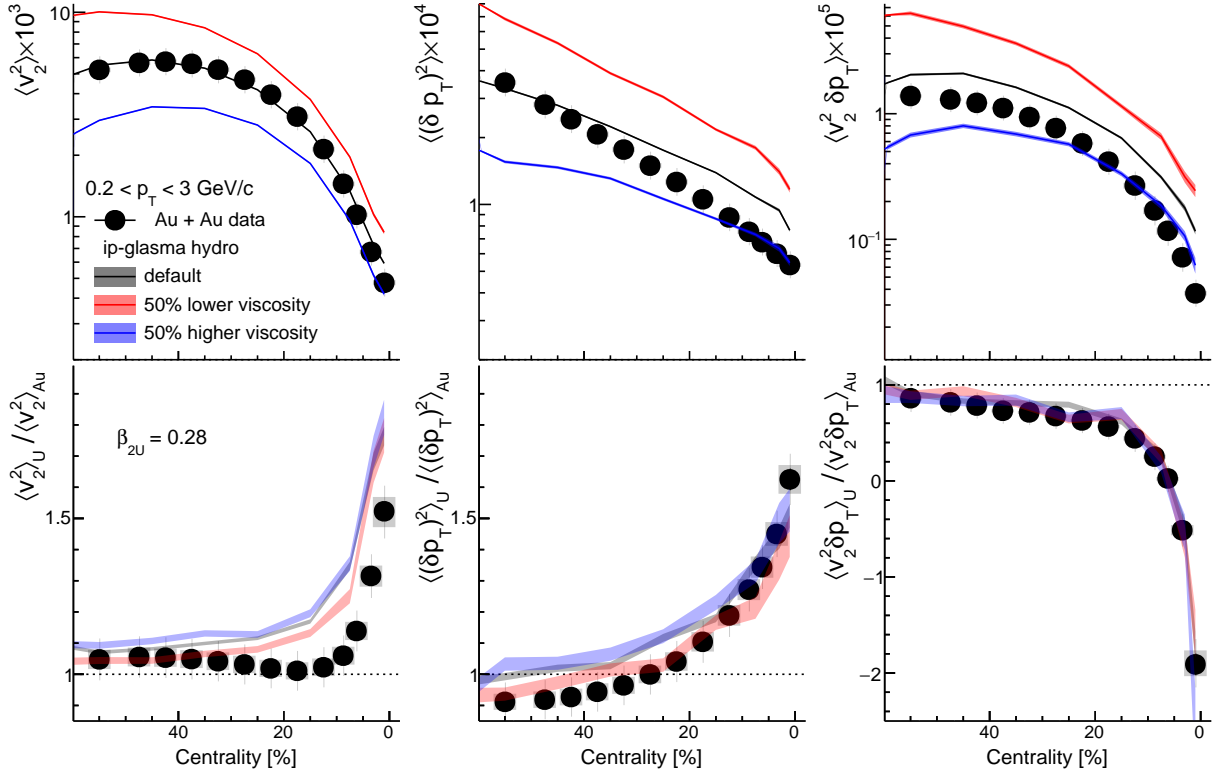 ⟨v₂²⟩×10³
10
1
0.2 < p_T < 3 GeV/c
Au + Au data
ip-glasma hydro
default
50% lower viscosity
50% higher viscosity
⟨(δ p_T)²⟩×10⁴
1
⟨v₂² δp_T⟩×10⁵
1
10⁻¹
⟨v₂²⟩_U / ⟨v₂²⟩_Au
1.5
1
β_2U = 0.28
40 20 0
Centrality [%]
⟨(δp_T)²⟩_U / ⟨(δp_T)²⟩_Au
1.5
1
40 20 0
Centrality [%]
⟨v₂²δp_T⟩_U / ⟨v₂²δp_T⟩_Au
1
0
−1
−2
40 20 0
Centrality [%]